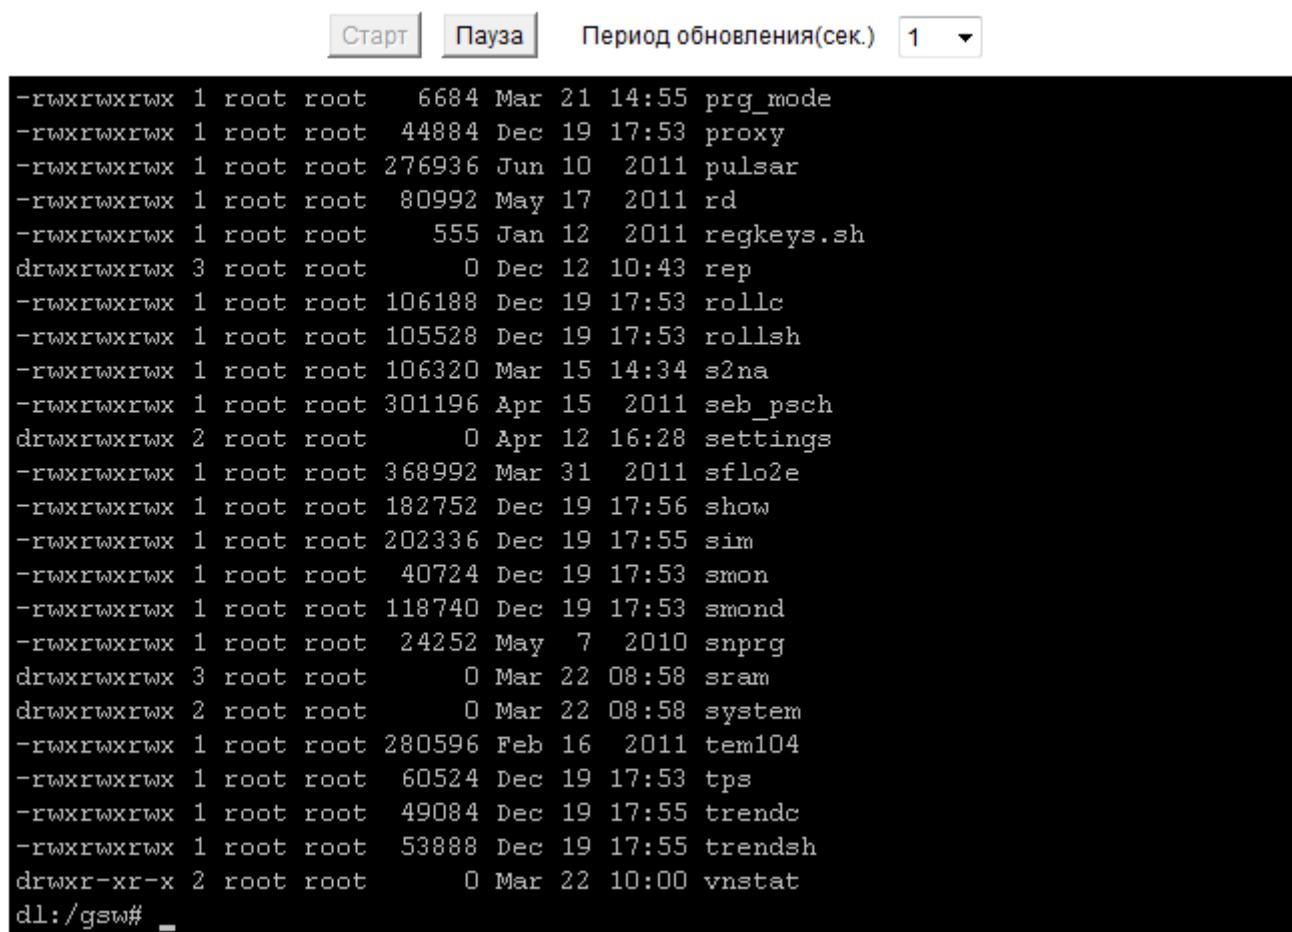 Старт Пауза Период обновления(сек.) 1
-rwxrwxrwx 1 root root   6684 Mar 21 14:55 prg_mode
-rwxrwxrwx 1 root root  44884 Dec 19 17:53 proxy
-rwxrwxrwx 1 root root 276936 Jun 10  2011 pulsar
-rwxrwxrwx 1 root root  80992 May 17  2011 rd
-rwxrwxrwx 1 root root    555 Jan 12  2011 regkeys.sh
drwxrwxrwx 3 root root      0 Dec 12 10:43 rep
-rwxrwxrwx 1 root root 106188 Dec 19 17:53 rollc
-rwxrwxrwx 1 root root 105528 Dec 19 17:53 rollsh
-rwxrwxrwx 1 root root 106320 Mar 15 14:34 s2na
-rwxrwxrwx 1 root root 301196 Apr 15  2011 seb_psch
drwxrwxrwx 2 root root      0 Apr 12 16:28 settings
-rwxrwxrwx 1 root root 368992 Mar 31  2011 sflo2e
-rwxrwxrwx 1 root root 182752 Dec 19 17:56 show
-rwxrwxrwx 1 root root 202336 Dec 19 17:55 sim
-rwxrwxrwx 1 root root  40724 Dec 19 17:53 smon
-rwxrwxrwx 1 root root 118740 Dec 19 17:53 smond
-rwxrwxrwx 1 root root  24252 May  7  2010 snprg
drwxrwxrwx 3 root root      0 Mar 22 08:58 sram
drwxrwxrwx 2 root root      0 Mar 22 08:58 system
-rwxrwxrwx 1 root root 280596 Feb 16  2011 tem104
-rwxrwxrwx 1 root root  60524 Dec 19 17:53 tps
-rwxrwxrwx 1 root root  49084 Dec 19 17:55 trendc
-rwxrwxrwx 1 root root  53888 Dec 19 17:55 trendsh
drwxr-xr-x 2 root root      0 Mar 22 10:00 vnstat
dl:/gsw# _